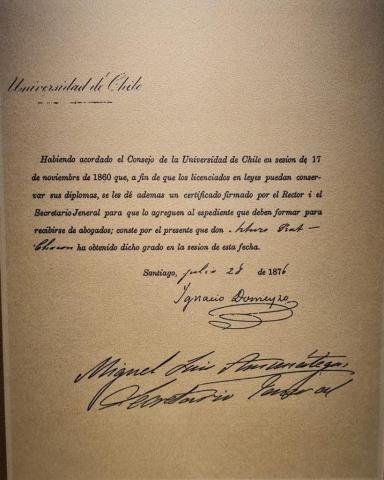 Universidad de Chile
Habiendo acordado el Consejo de la Universidad de Chile en sesion de 17
de noviembre de 1860 que, a fin de que los licenciados en leyes puedan conser-
var sus diplomas, se les dé ademas un certificado firmado por el Rector i el
Secretario Jeneral para que lo agreguen al espediente que deben formar para
recibirse de abogados; conste por el presente que don Arturo Prat
Chacon ha obtenido dicho grado en la sesion de esta fecha.
Santiago, julio 26 de 1876
Ignacio Domeyko
Miguel Luis Amunátegui,
Secretario Jeneral